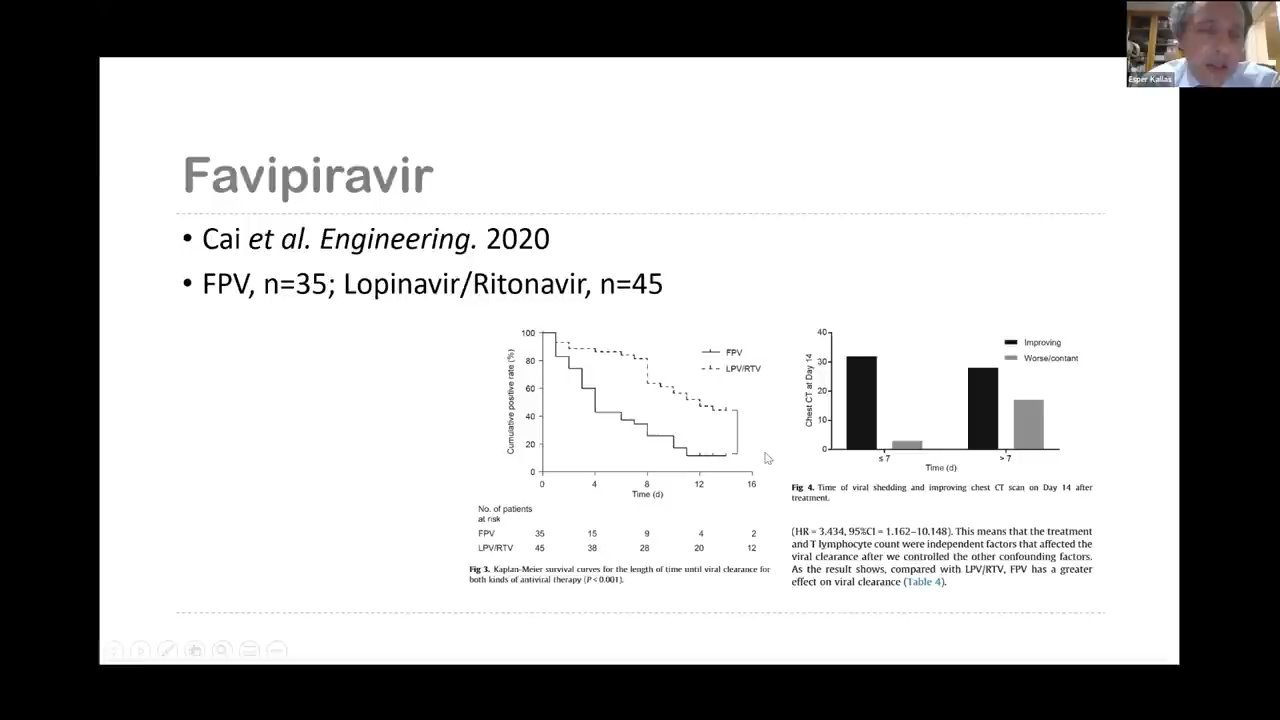 Esper Kallas
Favipiravir
• Cai et al. Engineering. 2020
• FPV, n=35; Lopinavir/Ritonavir, n=45
Cumulative positive rate (%)
100
80
60
40
20
0
0 4 8 12 16
Time (d)
FPV
LPV/RTV
No. of patients
at risk
FPV 35 15 9 4 2
LPV/RTV 45 38 28 20 12
Fig 3. Kaplan-Meier survival curves for the length of time until viral clearance for
both kinds of antiviral therapy (P < 0.001).
Chest CT at Day 14
40
30
20
10
0
≤ 7 > 7
Time (d)
Improving
Worse/contant
Fig 4. Time of viral shedding and improving chest CT scan on Day 14 after
treatment.
(HR = 3.434, 95%CI = 1.162–10.148). This means that the treatment
and T lymphocyte count were independent factors that affected the
viral clearance after we controlled the other confounding factors.
As the result shows, compared with LPV/RTV, FPV has a greater
effect on viral clearance (Table 4).